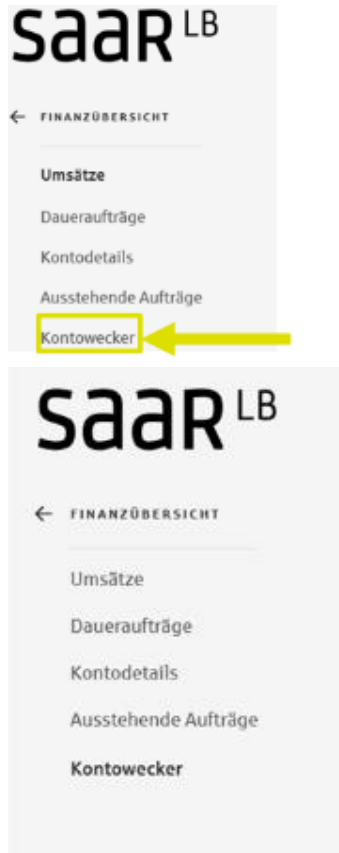 saaR LB
← FINANZÜBERSICHT
Umsätze
Daueraufträge
Kontodetails
Ausstehende Aufträge
Kontowecker
saaR LB
← FINANZÜBERSICHT
Umsätze
Daueraufträge
Kontodetails
Ausstehende Aufträge
Kontowecker